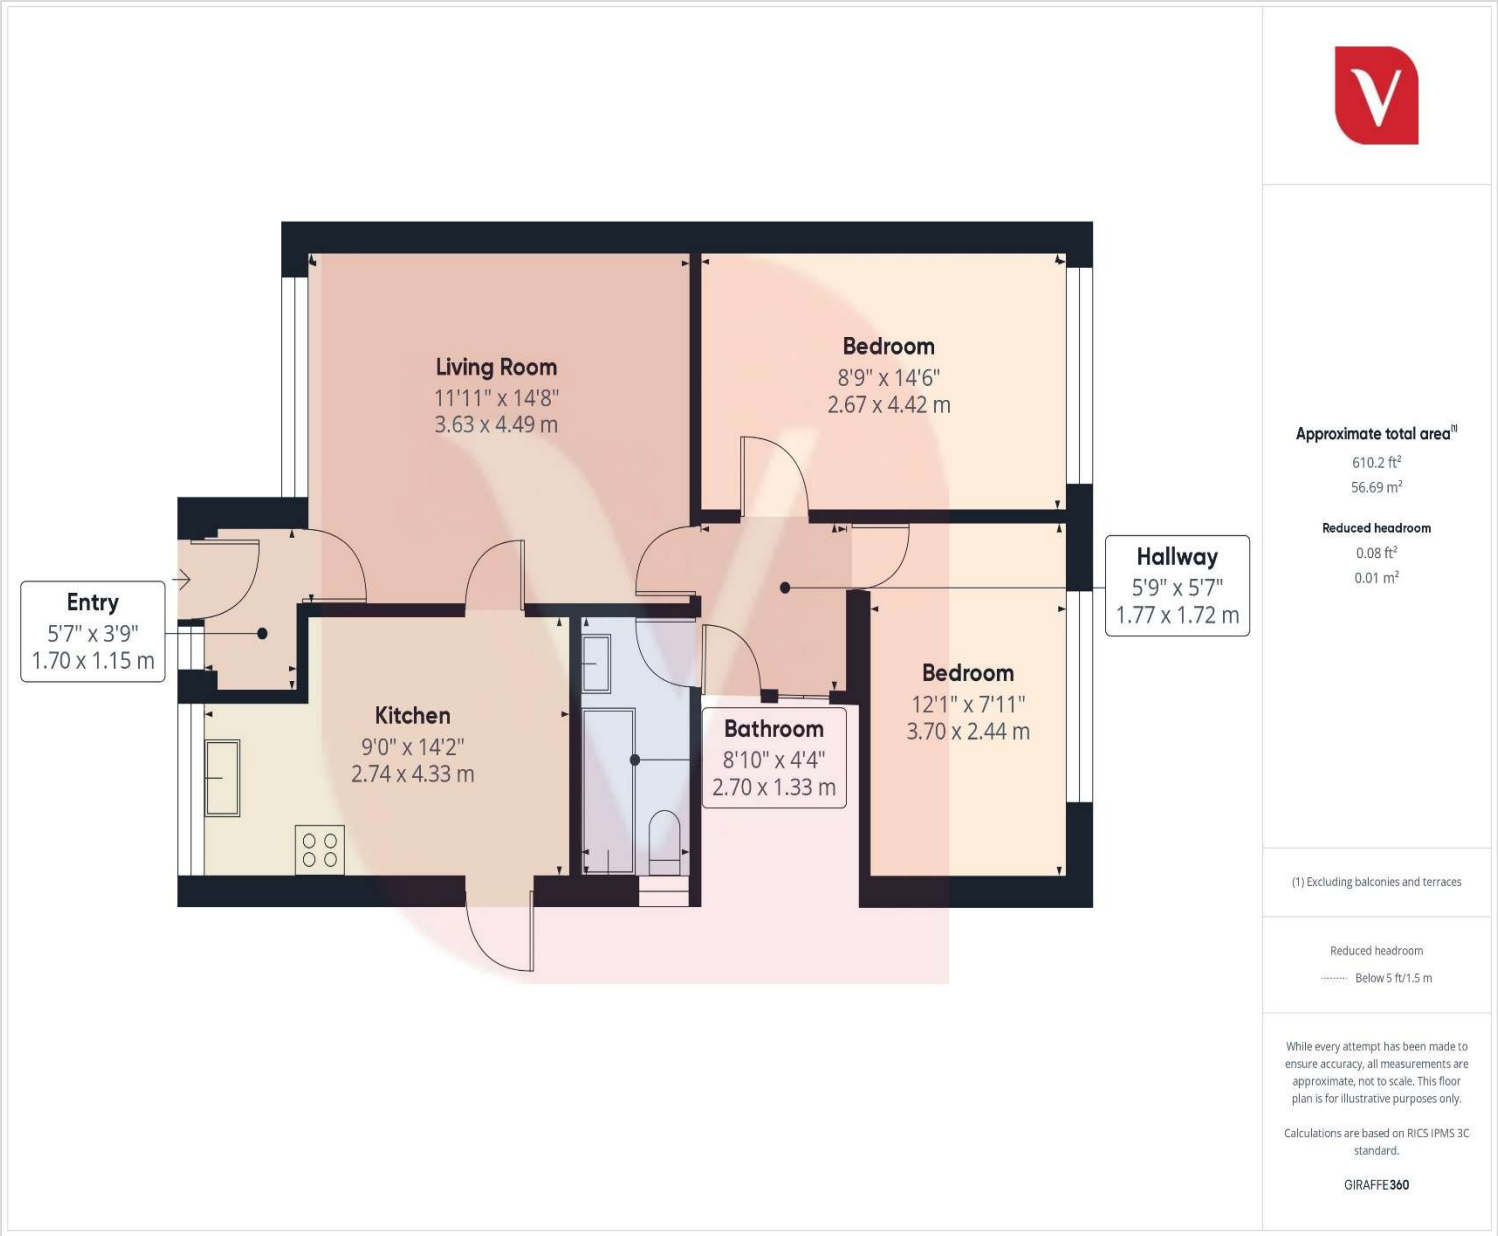 Living Room
11'11" x 14'8"
3.63 x 4.49 m
Bedroom
8'9" x 14'6"
2.67 x 4.42 m
Entry
5'7" x 3'9"
1.70 x 1.15 m
Hallway
5'9" x 5'7"
1.77 x 1.72 m
Kitchen
9'0" x 14'2"
2.74 x 4.33 m
Bathroom
8'10" x 4'4"
2.70 x 1.33 m
Bedroom
12'1" x 7'11"
3.70 x 2.44 m
V
Approximate total area(1)
610.2 ft²
56.69 m²
Reduced headroom
0.08 ft²
0.01 m²
(1) Excluding balconies and terraces
Reduced headroom
Below 5 ft/1.5 m
While every attempt has been made to
ensure accuracy, all measurements are
approximate, not to scale. This floor
plan is for illustrative purposes only.
Calculations are based on RICS IPMS 3C
standard.
GIRAFFE360